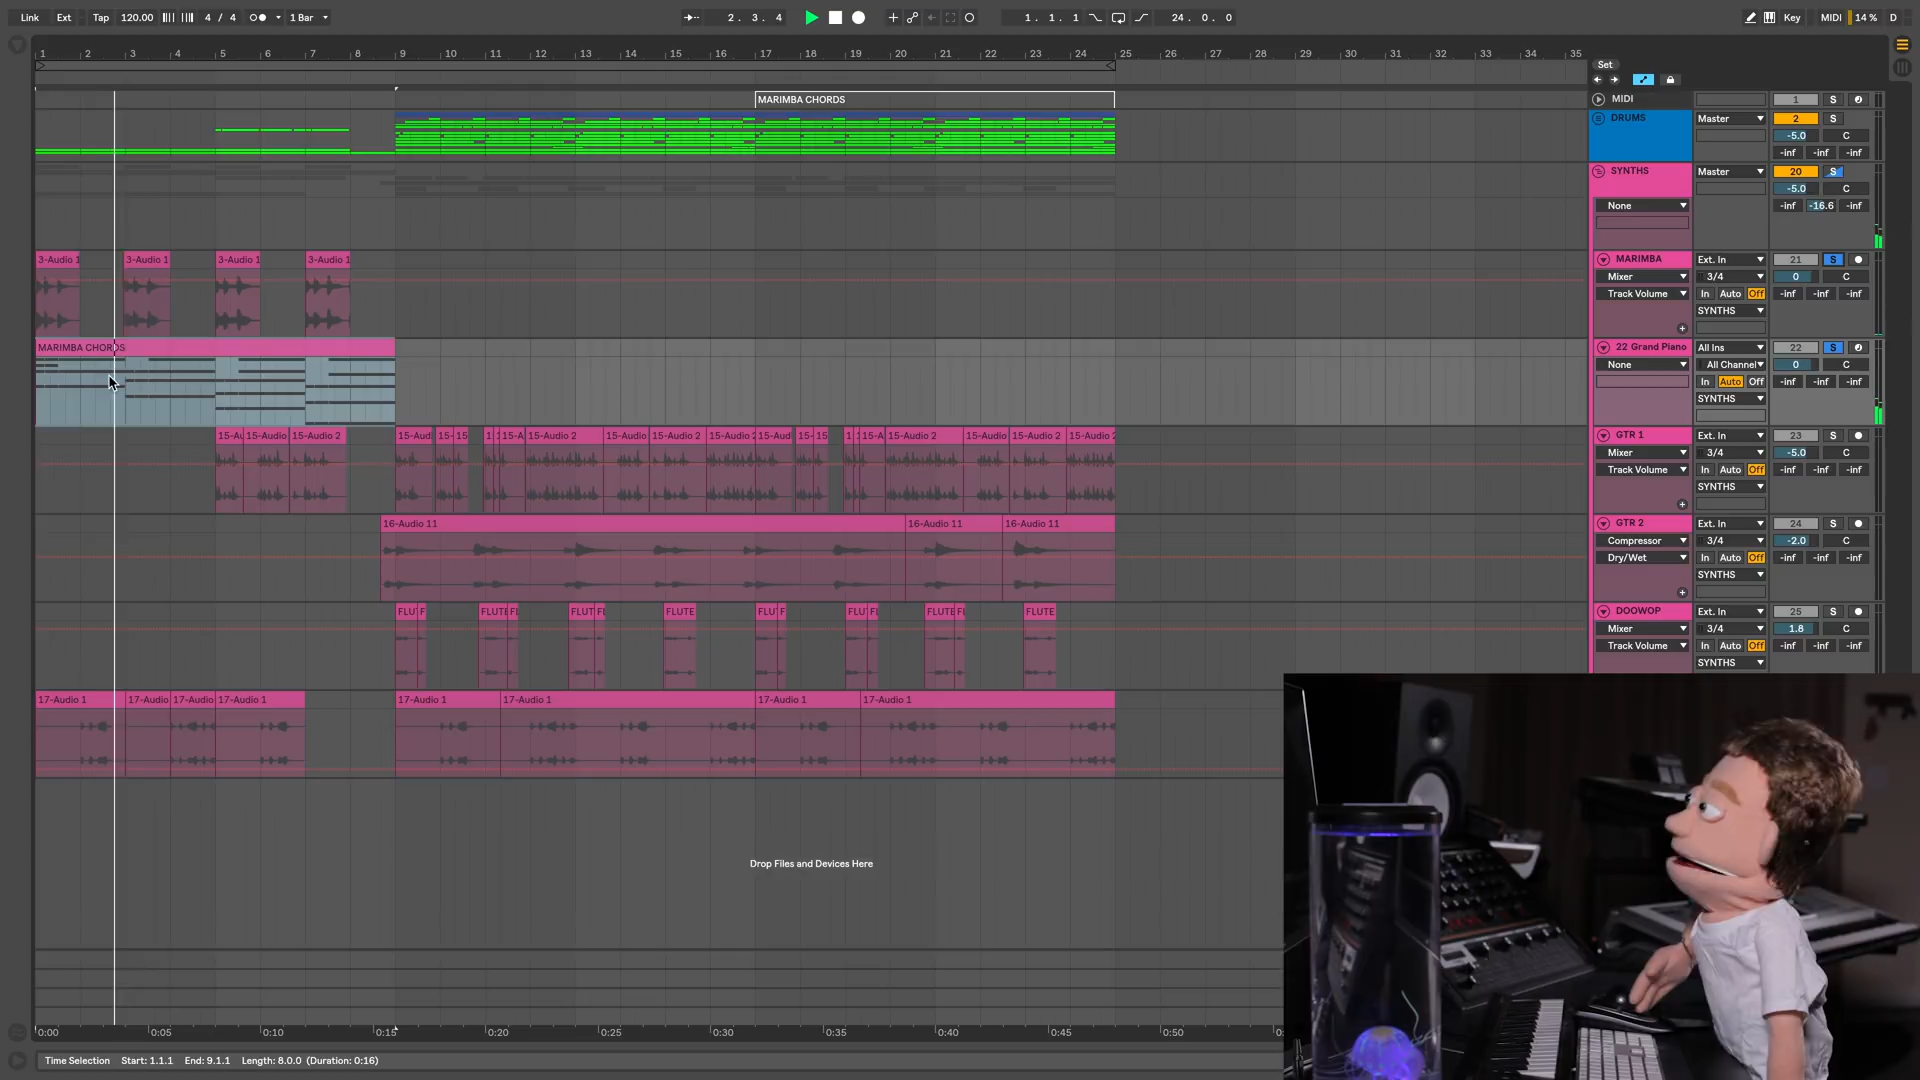 Link Ext Tap 120.00 4 / 4 1 Bar 2. 3. 4 1. 1. 1 24. 0. 0 Key MIDI 14 % D
1 2 3 4 5 6 7 8 9 10 11 12 13 14 15 16 17 18 19 20 21 22 23 24 25 26 27 28 29 30 31 32 33 34 35
Set
MARIMBA CHORDS
MIDI 1 S
DRUMS Master 2 S
-5.0 C
-inf -inf -inf
SYNTHS Master 20 S
-5.0 C
None -inf -16.6 -inf
3-Audio 1 3-Audio 1 3-Audio 1 3-Audio 1
MARIMBA Ext. In 21 S
Mixer 3/4 0 C
Track Volume In Auto Off -inf -inf -inf
SYNTHS
MARIMBA CHORDS
22 Grand Piano All Ins 22 S
None All Channel 0 C
In Auto Off -inf -inf -inf
SYNTHS
15-Au 15-Audio 15-Audio 2 15-Audi 15- 15 1 1 15-A 15-Audio 2 15-Audio 15-Audio 2 15-Audio 2 15-Audi 15- 15 1 1 15-A 15-Audio 2 15-Audio 15-Audio 2 15-Audio 2
GTR 1 Ext. In 23 S
Mixer 3/4 -5.0 C
Track Volume In Auto Off -inf -inf -inf
SYNTHS
16-Audio 11 16-Audio 11 16-Audio 11
GTR 2 Ext. In 24 S
Compressor 3/4 -2.0 C
Dry/Wet In Auto Off -inf -inf -inf
SYNTHS
FLUT F FLUTE FL FLUT FL FLUTE FLUT F FLUT FL FLUTE FL FLUTE
DOOWOP Ext. In 25 S
Mixer 3/4 1.8 C
Track Volume In Auto Off -inf -inf -inf
SYNTHS
17-Audio 1 17-Audio 17-Audio 17-Audio 1 17-Audio 1 17-Audio 1 17-Audio 1 17-Audio 1
Drop Files and Devices Here
0:00 0:05 0:10 0:15 0:20 0:25 0:30 0:35 0:40 0:45 0:50
Time Selection Start: 1.1.1 End: 9.1.1 Length: 8.0.0 (Duration: 0:16)